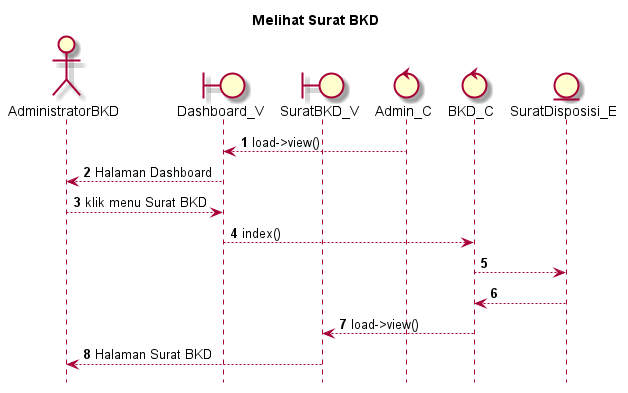 Melihat Surat BKD
AdministratorBKD
Dashboard_V
SuratBKD_V
Admin_C
BKD_C
SuratDisposisi_E
1 load->view()
2 Halaman Dashboard
3 klik menu Surat BKD
4 index()
5
6
7 load->view()
8 Halaman Surat BKD